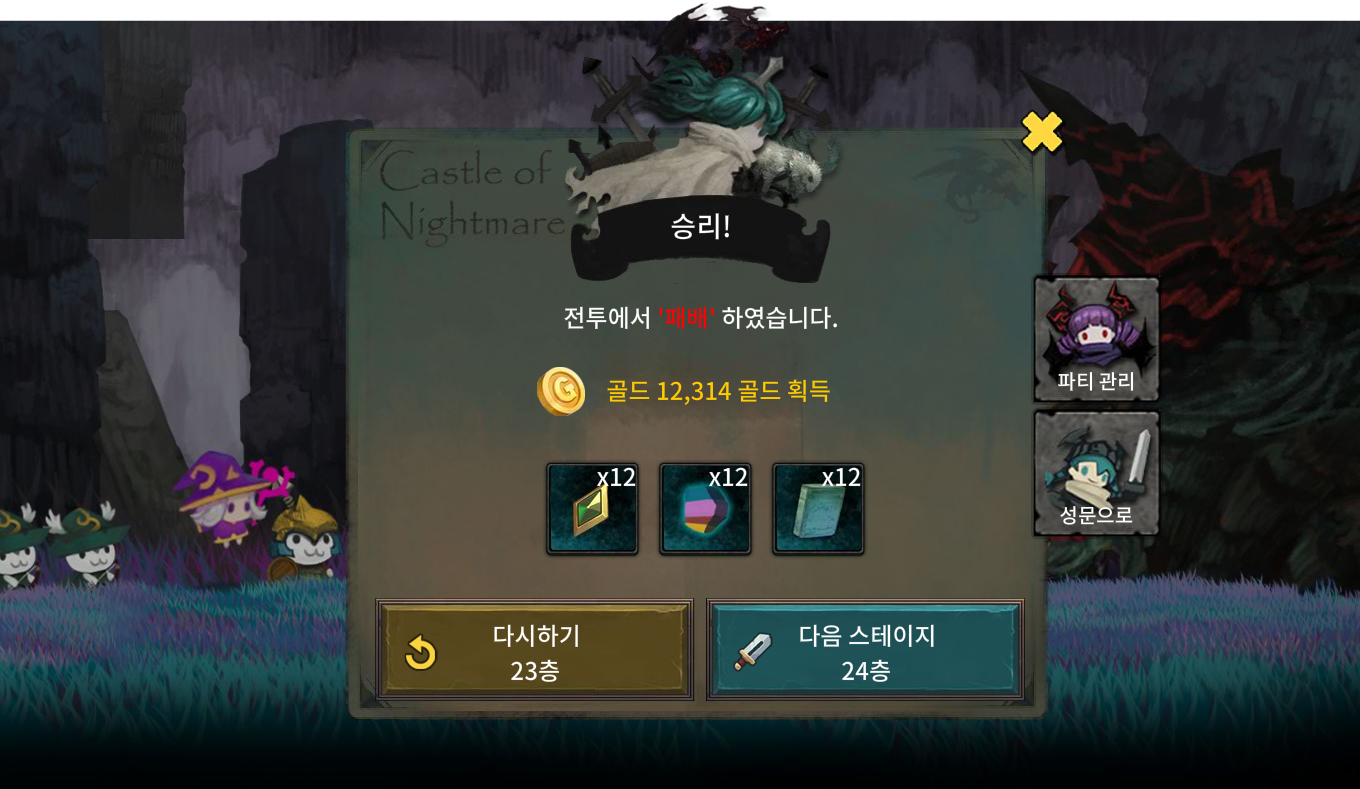 Castle of
Nightmare
승리!
전투에서 '패배' 하였습니다.
골드 12,314 골드 획득
파티 관리
x12
x12
x12
성문으로
다시하기
23층
다음 스테이지
24층